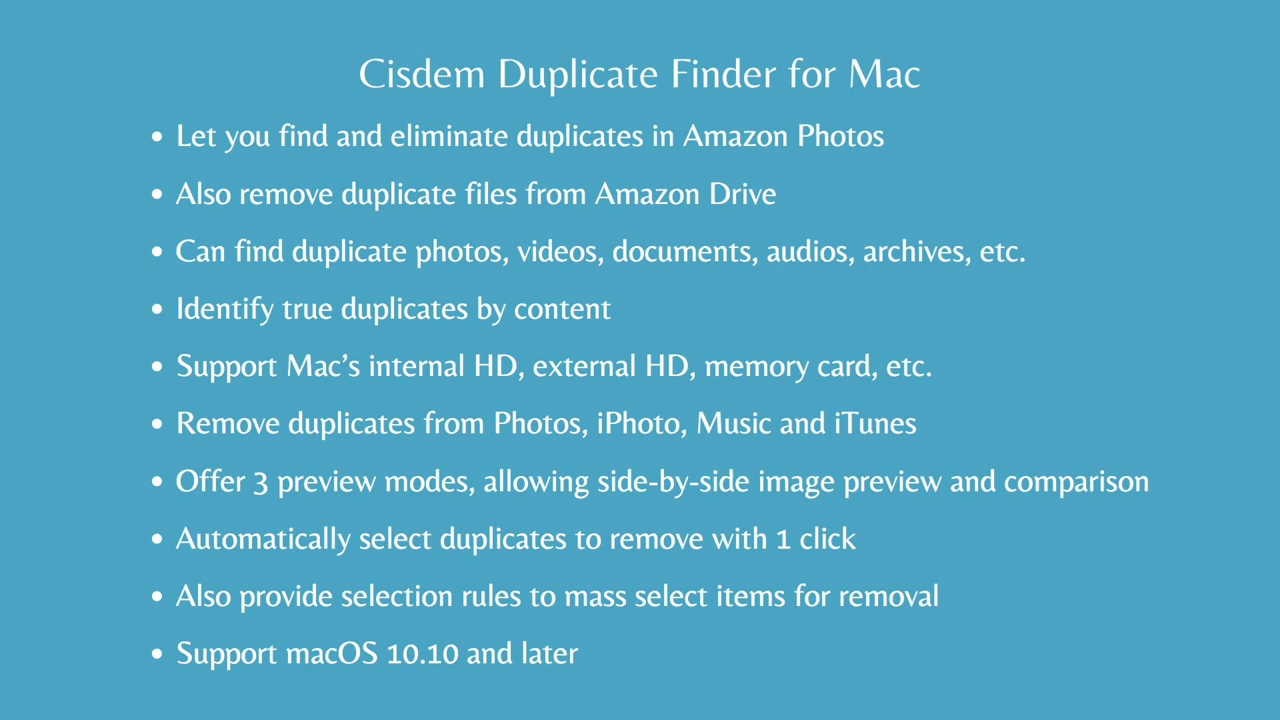 Cisdem Duplicate Finder for Mac
• Let you find and eliminate duplicates in Amazon Photos
• Also remove duplicate files from Amazon Drive
• Can find duplicate photos, videos, documents, audios, archives, etc.
• Identify true duplicates by content
• Support Mac’s internal HD, external HD, memory card, etc.
• Remove duplicates from Photos, iPhoto, Music and iTunes
• Offer 3 preview modes, allowing side-by-side image preview and comparison
• Automatically select duplicates to remove with 1 click
• Also provide selection rules to mass select items for removal
• Support macOS 10.10 and later